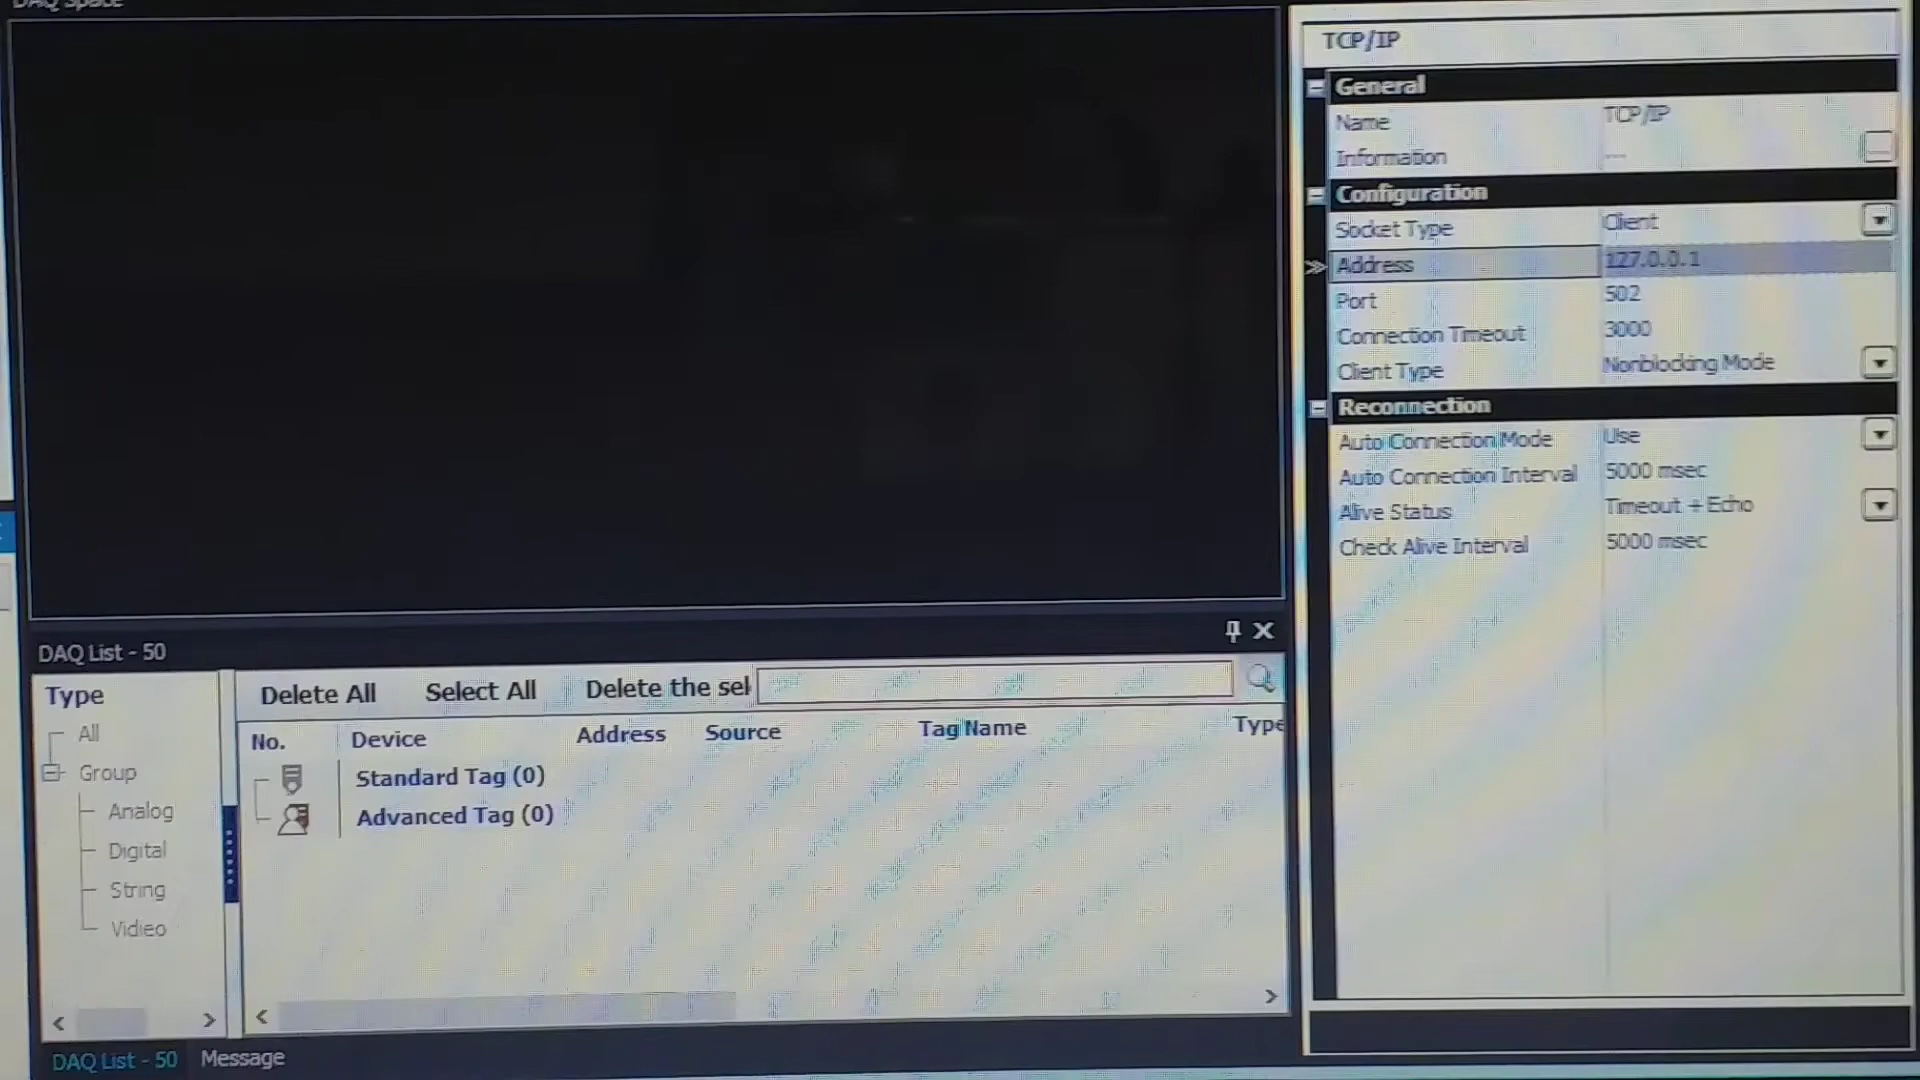 DAQ Space
TCP/IP
General
Name TCP/IP
Information ...
Configuration
Socket Type Client
Address 127.0.0.1
Port 502
Connection Timeout 3000
Client Type Nonblocking Mode
Reconnection
Auto Connection Mode Use
Auto Connection Interval 5000 msec
Alive Status Timeout + Echo
Check Alive Interval 5000 msec
DAQ List - 50
Type
All
Group
Analog
Digital
String
Video
Delete All Select All Delete the sel
No. Device Address Source Tag Name Type
Standard Tag (0)
Advanced Tag (0)
DAQ List - 50 Message